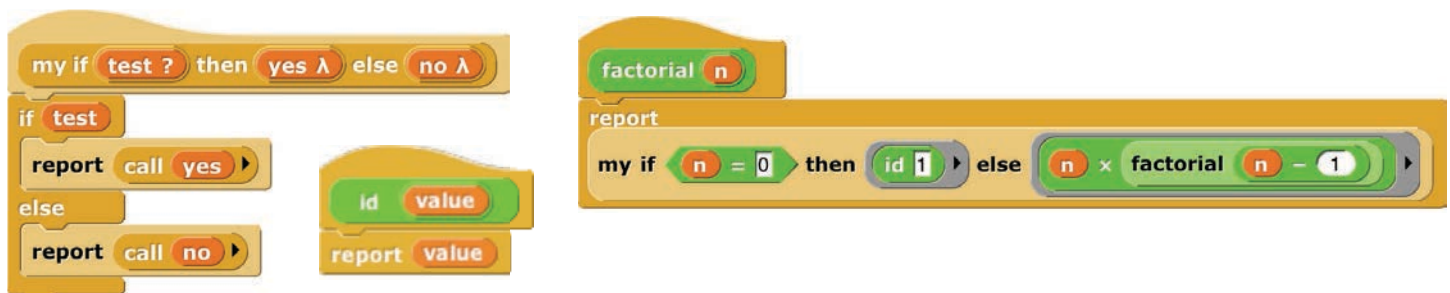 my if test ? then yes λ else no λ
if test
report call yes
else
report call no
id value
report value
factorial n
report
my if n = 0 then id 1 else n × factorial n - 1